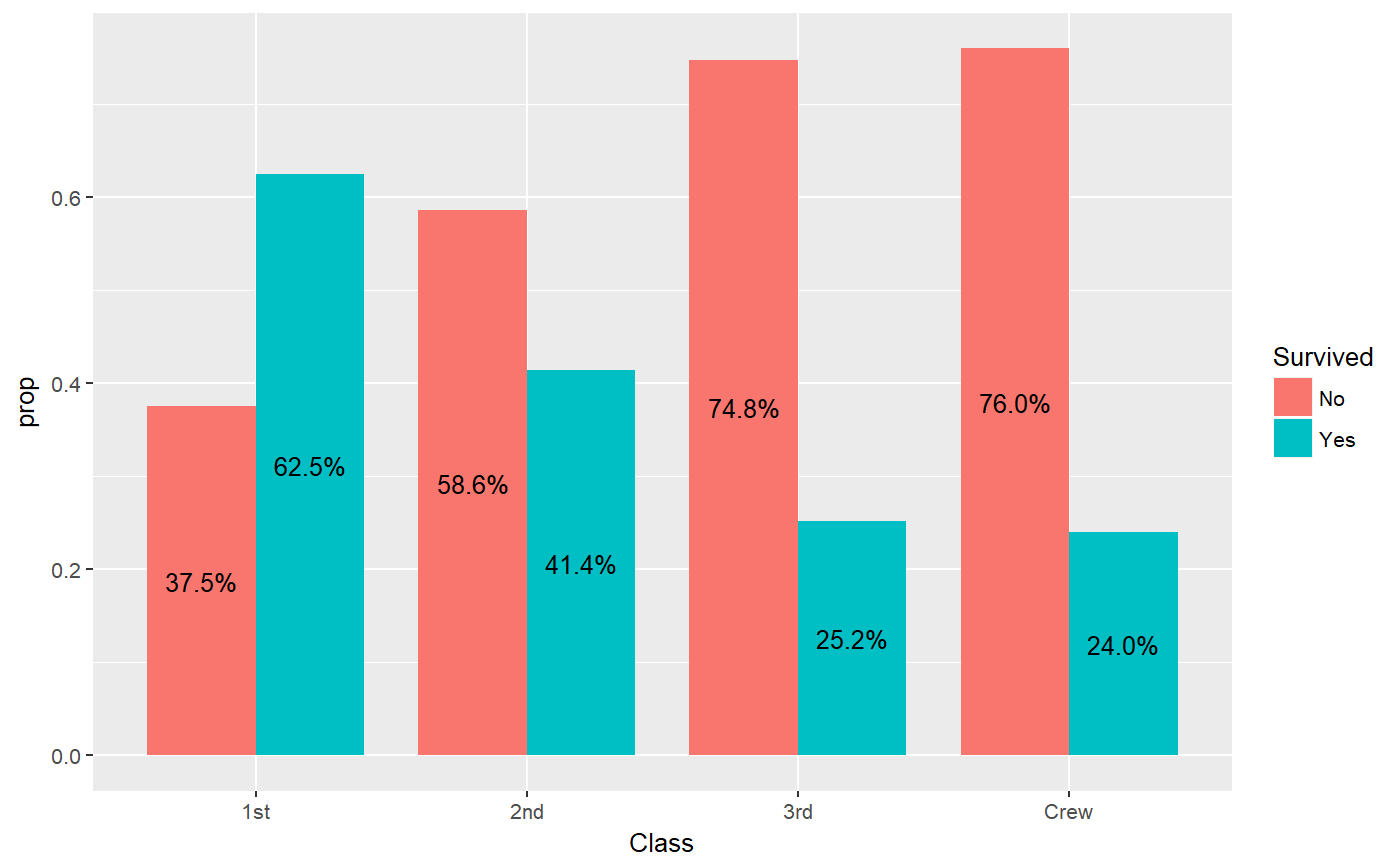 prop
0.6
0.4
0.2
0.0
37.5%
62.5%
58.6%
41.4%
74.8%
25.2%
76.0%
24.0%
1st
2nd
3rd
Crew
Class
Survived
No
Yes